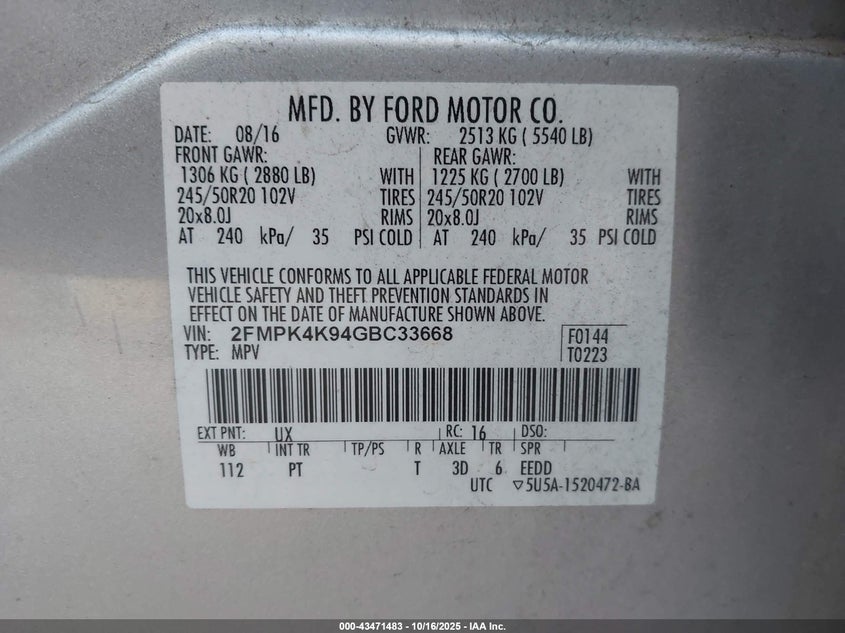 MFD. BY FORD MOTOR CO.
DATE: 08/16 GVWR: 2513 KG ( 5540 LB)
FRONT GAWR: REAR GAWR:
1306 KG ( 2880 LB) WITH 1225 KG ( 2700 LB) WITH
245/50R20 102V TIRES 245/50R20 102V TIRES
20x8.0J RIMS 20x8.0J RIMS
AT 240 kPa/ 35 PSI COLD AT 240 kPa/ 35 PSI COLD
THIS VEHICLE CONFORMS TO ALL APPLICABLE FEDERAL MOTOR
VEHICLE SAFETY AND THEFT PREVENTION STANDARDS IN
EFFECT ON THE DATE OF MANUFACTURE SHOWN ABOVE.
VIN: 2FMPK4K94GBC33668 F0144
TYPE: MPV T0223
EXT PNT: UX RC: 16 DSO:
WB INT TR TP/PS R AXLE TR SPR
112 PT T 3D 6 EEDD
UTC ▽5U5A-1520472-BA
000-43471483 - 10/16/2025 - IAA Inc.